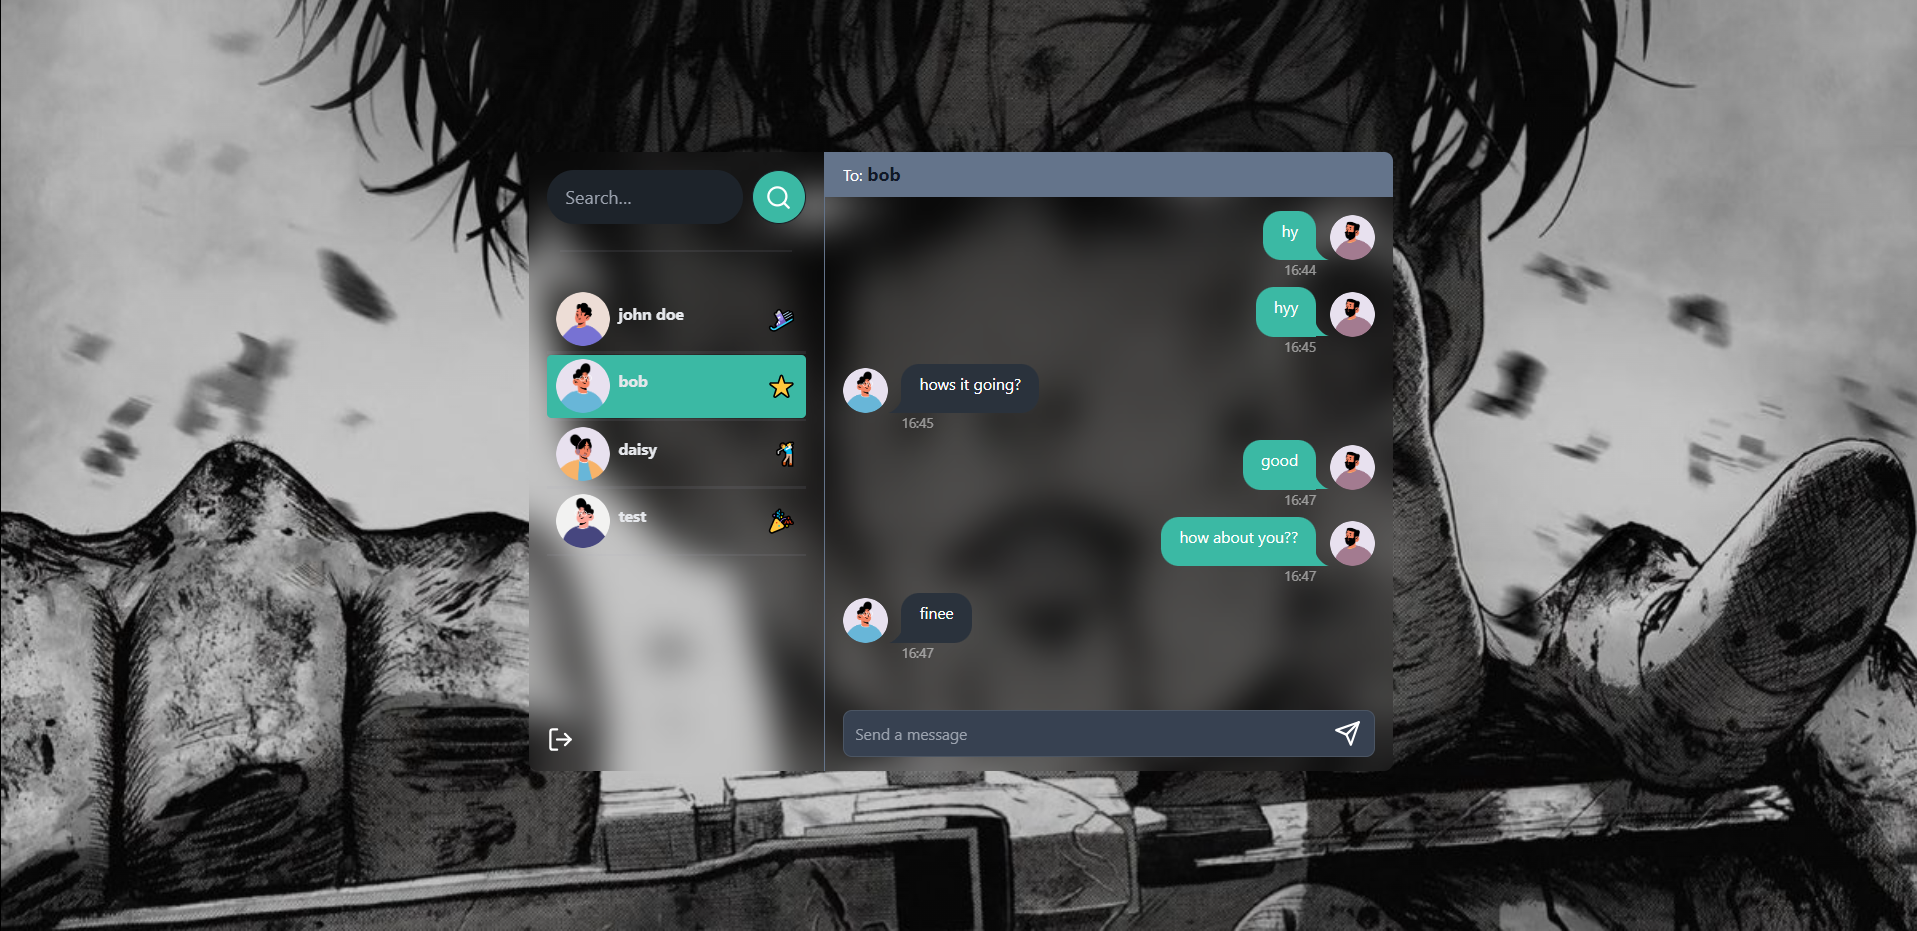 Search...
john doe
bob
daisy
test
To: bob
hy
16:44
hyy
16:45
hows it going?
16:45
good
16:47
how about you??
16:47
finee
16:47
Send a message